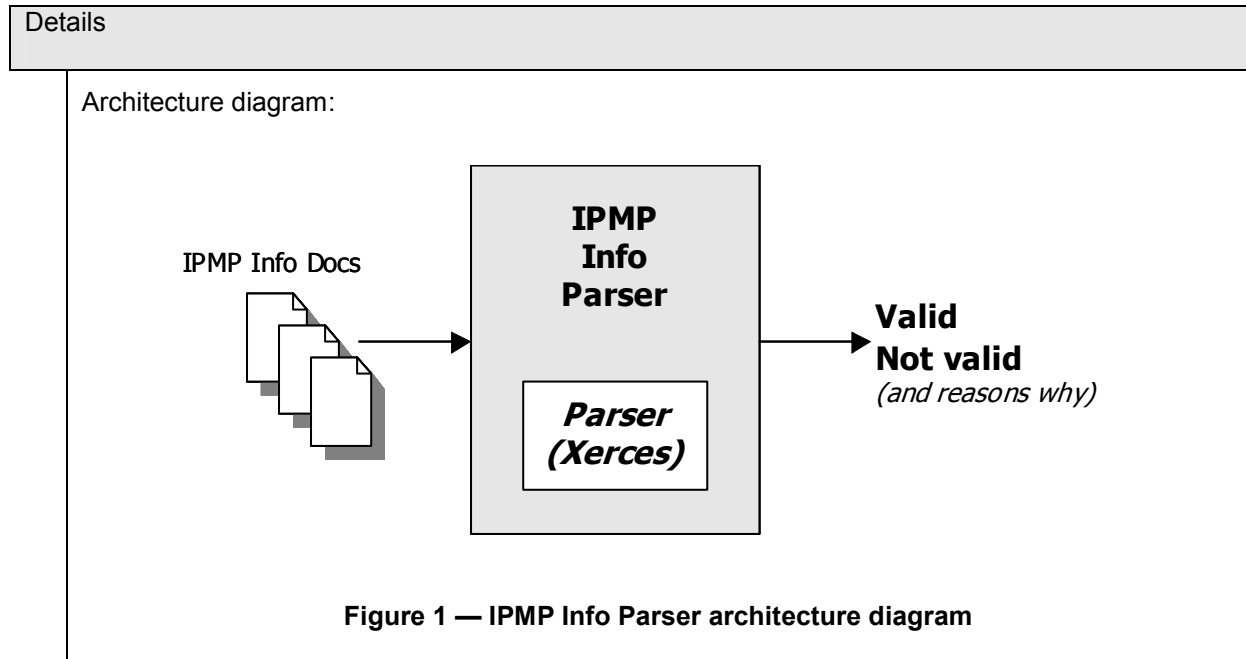 Details
Architecture diagram:
IPMP Info Docs
IPMP
Info
Parser
Parser
(Xerces)
Valid
Not valid
(and reasons why)
Figure 1 — IPMP Info Parser architecture diagram